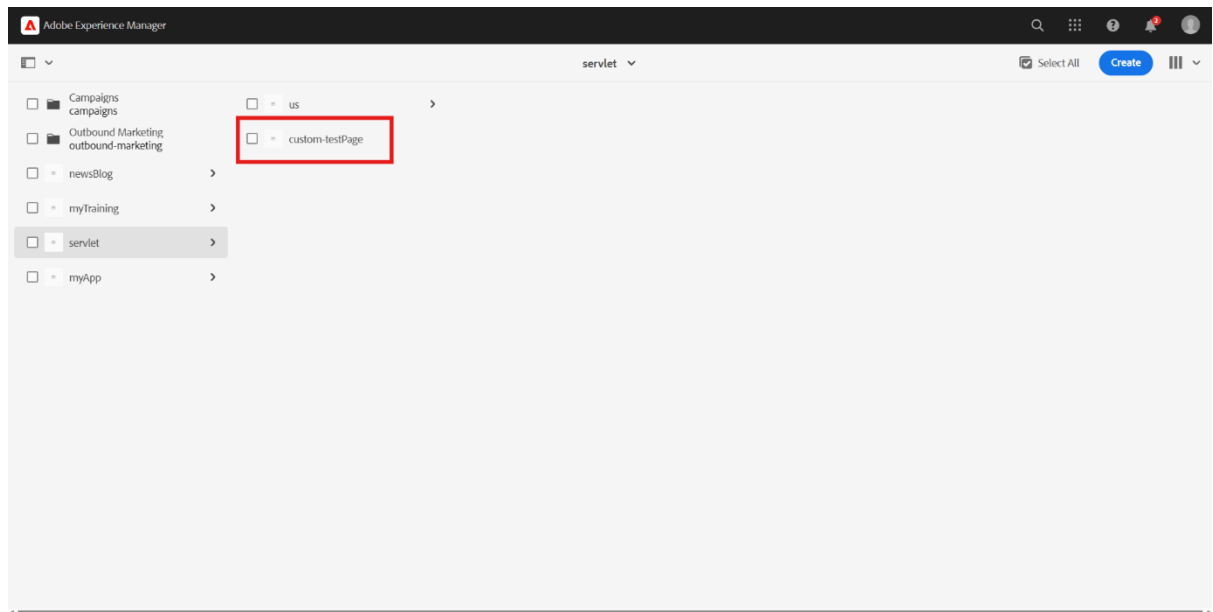 Adobe Experience Manager
2
servlet
Select All
Create
Campaigns
campaigns
Outbound Marketing
outbound-marketing
newsBlog
myTraining
servlet
myApp
us
custom-testPage